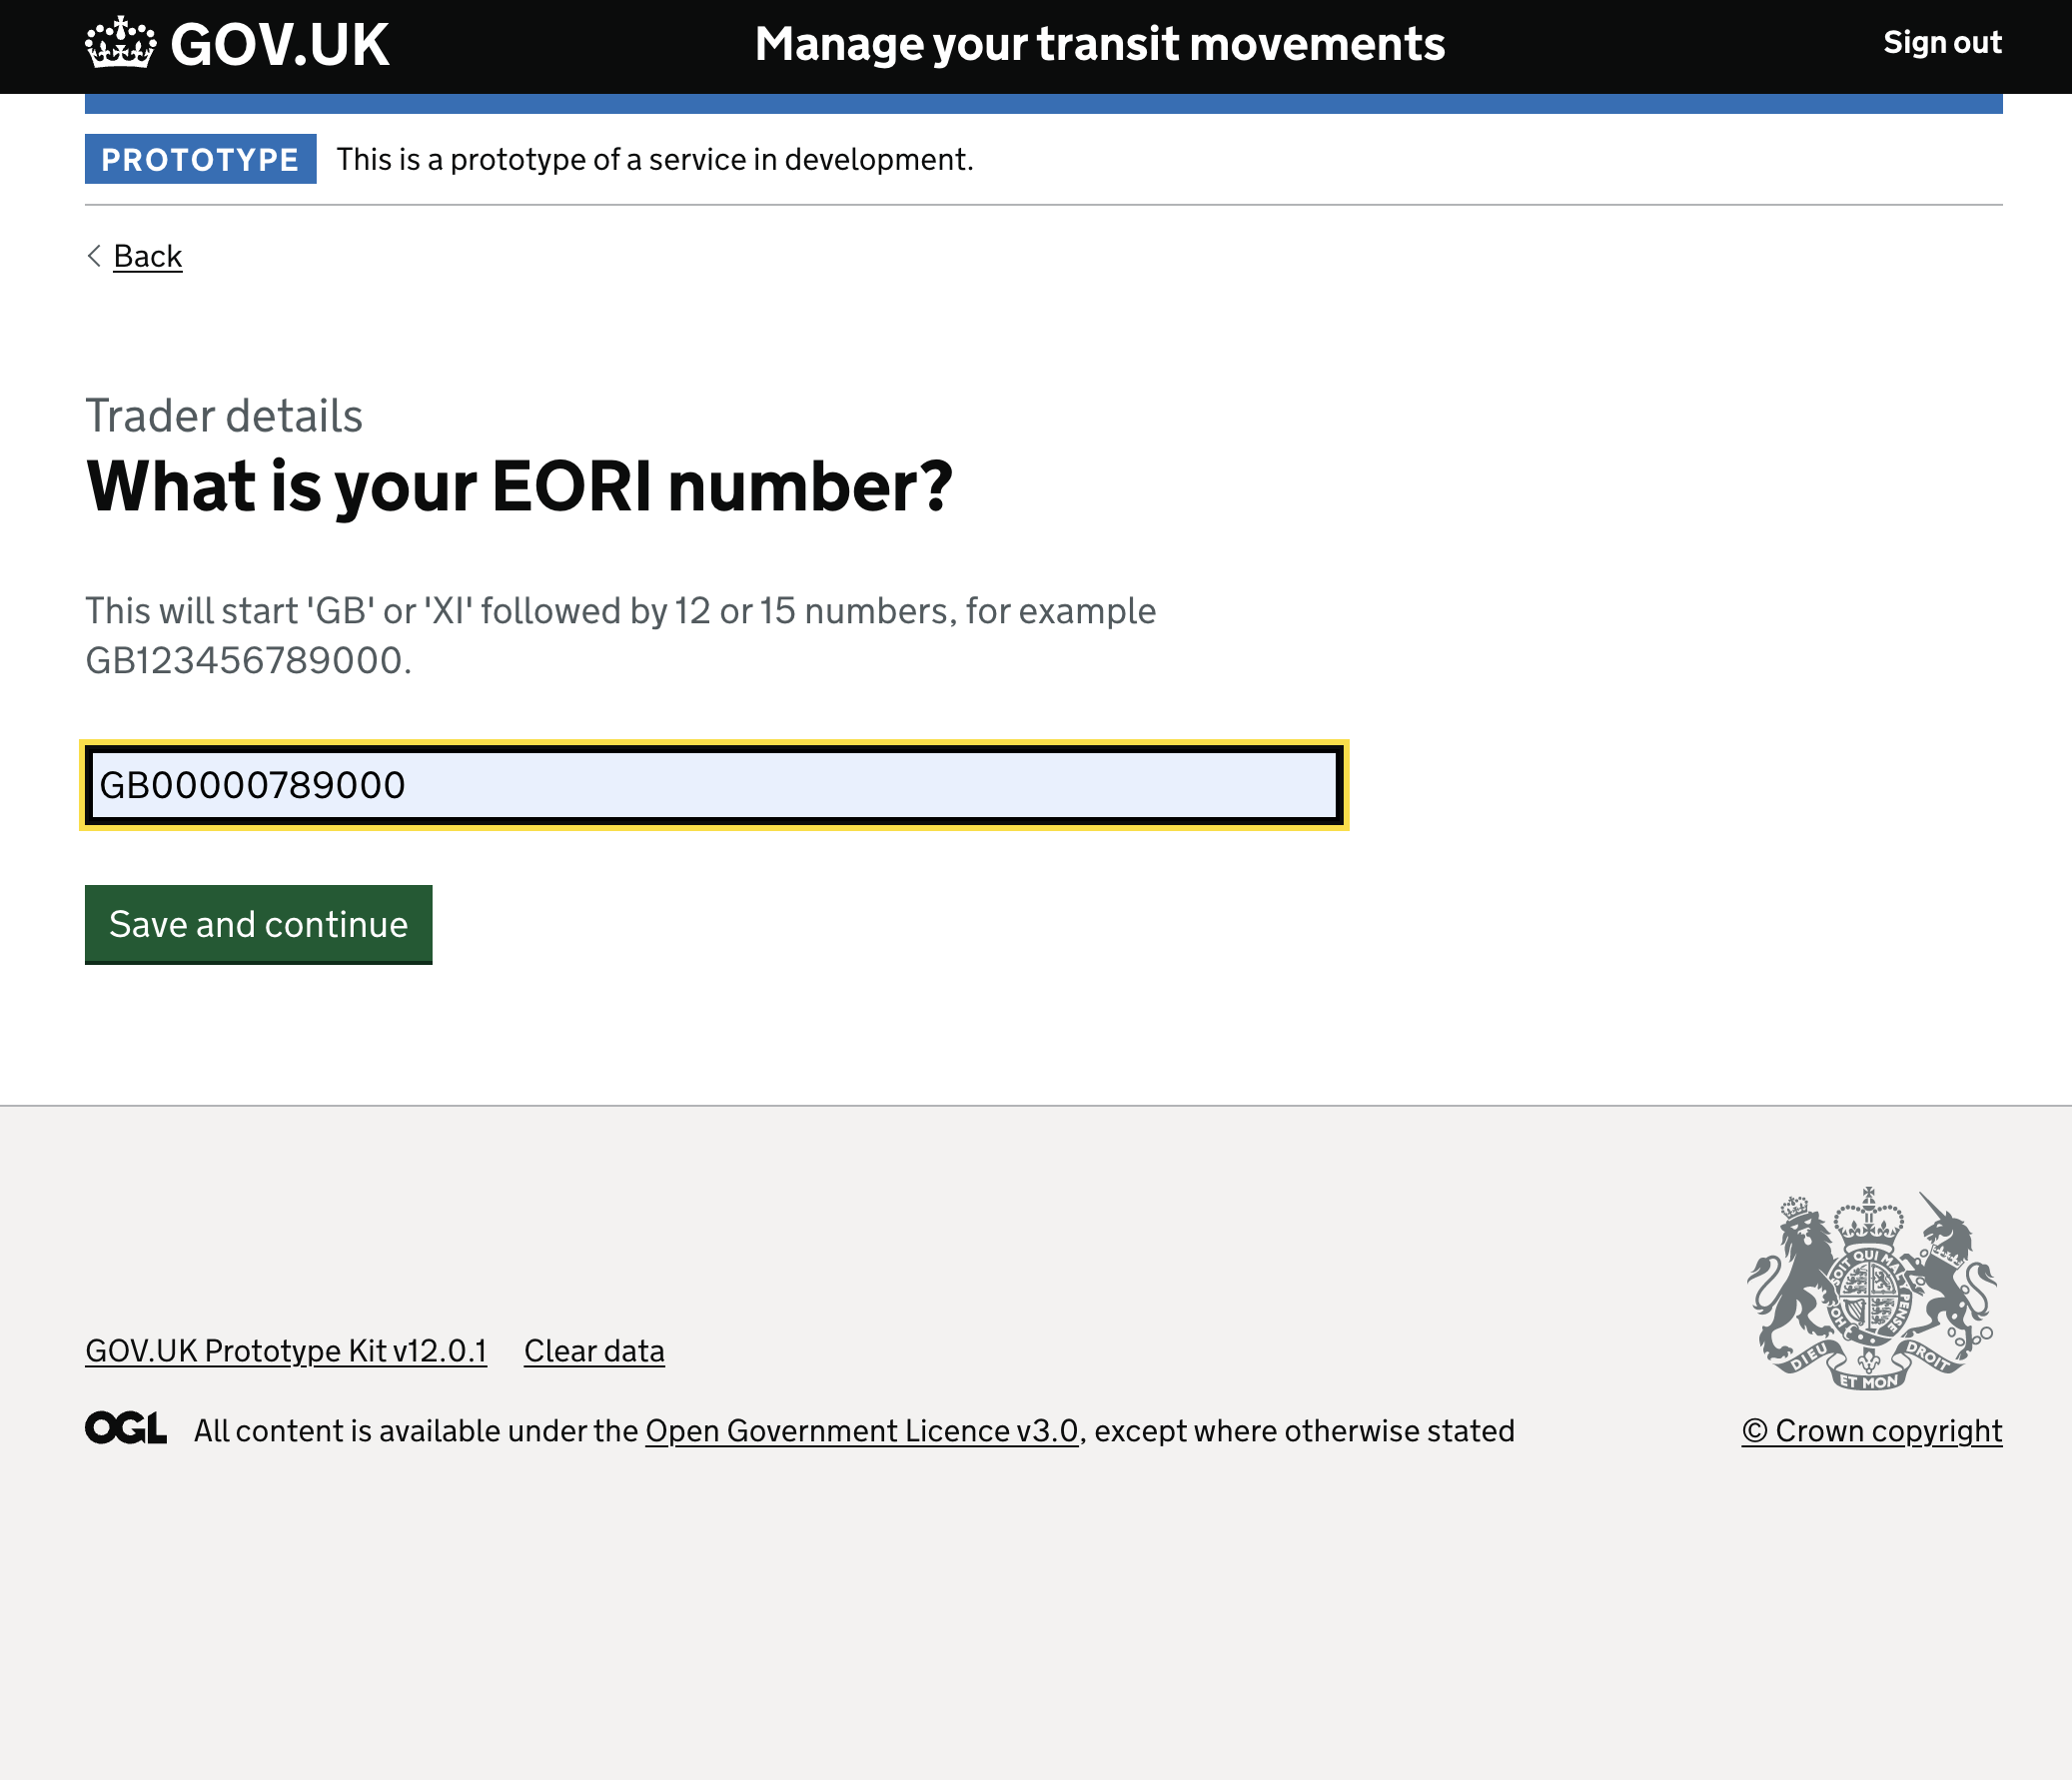 GOV.UK Manage your transit movements Sign out
PROTOTYPE This is a prototype of a service in development.
Back
Trader details
What is your EORI number?
This will start 'GB' or 'XI' followed by 12 or 15 numbers, for example
GB123456789000.
GB00000789000
Save and continue
HONI SOIT QUI MAL Y PENSE
DIEU ET MON DROIT
GOV.UK Prototype Kit v12.0.1 Clear data
OGL All content is available under the Open Government Licence v3.0, except where otherwise stated © Crown copyright